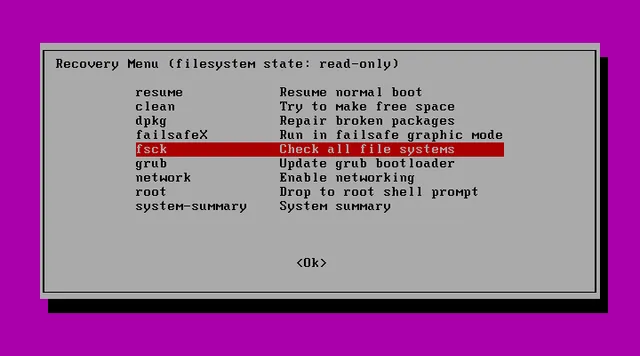 Recovery Menu (filesystem state: read-only)
resume Resume normal boot
clean Try to make free space
dpkg Repair broken packages
failsafeX Run in failsafe graphic mode
fsck Check all file systems
grub Update grub bootloader
network Enable networking
root Drop to root shell prompt
system-summary System summary
<Ok>